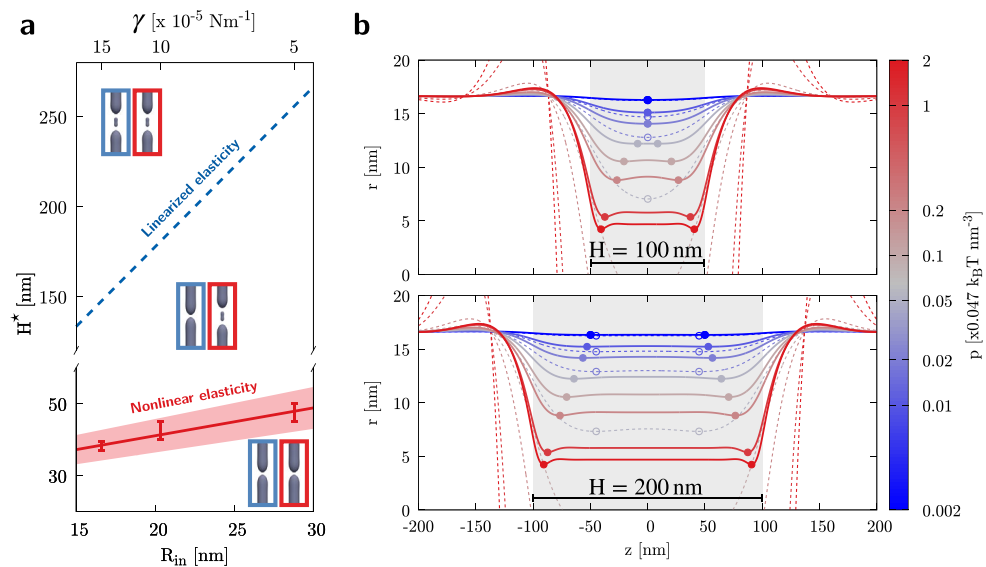 a
γ [x 10-5 Nm-1]
15 10 5
250
200
150
50
30
H⋆ [nm]
Linearized elasticity
Nonlinear elasticity
15 20 25 30
Rin [nm]
b
20
15
10
5
0
r [nm]
H = 100 nm
20
15
10
5
0
r [nm]
H = 200 nm
-200 -150 -100 -50 0 50 100 150 200
z [nm]
2
1
0.2
0.1
0.05
0.02
0.01
0.002
p [x0.047 kBT nm-3]